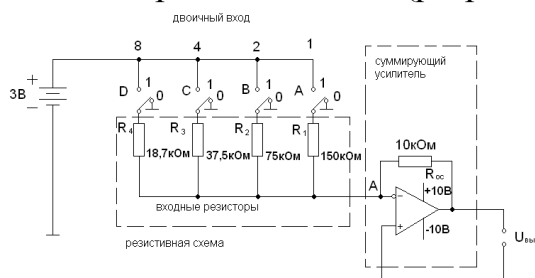 двоичный вход
8 4 2 1
суммирующий
усилитель
+
3В
−
D 1 0 C 1 0 B 1 0 A 1 0
R4 R3 R2 R1
18,7кОм 37,5кОм 75кОм 150кОм
10кОм
Rос
A
− +10В
+ -10В
входные резисторы
резистивная схема
Uвы